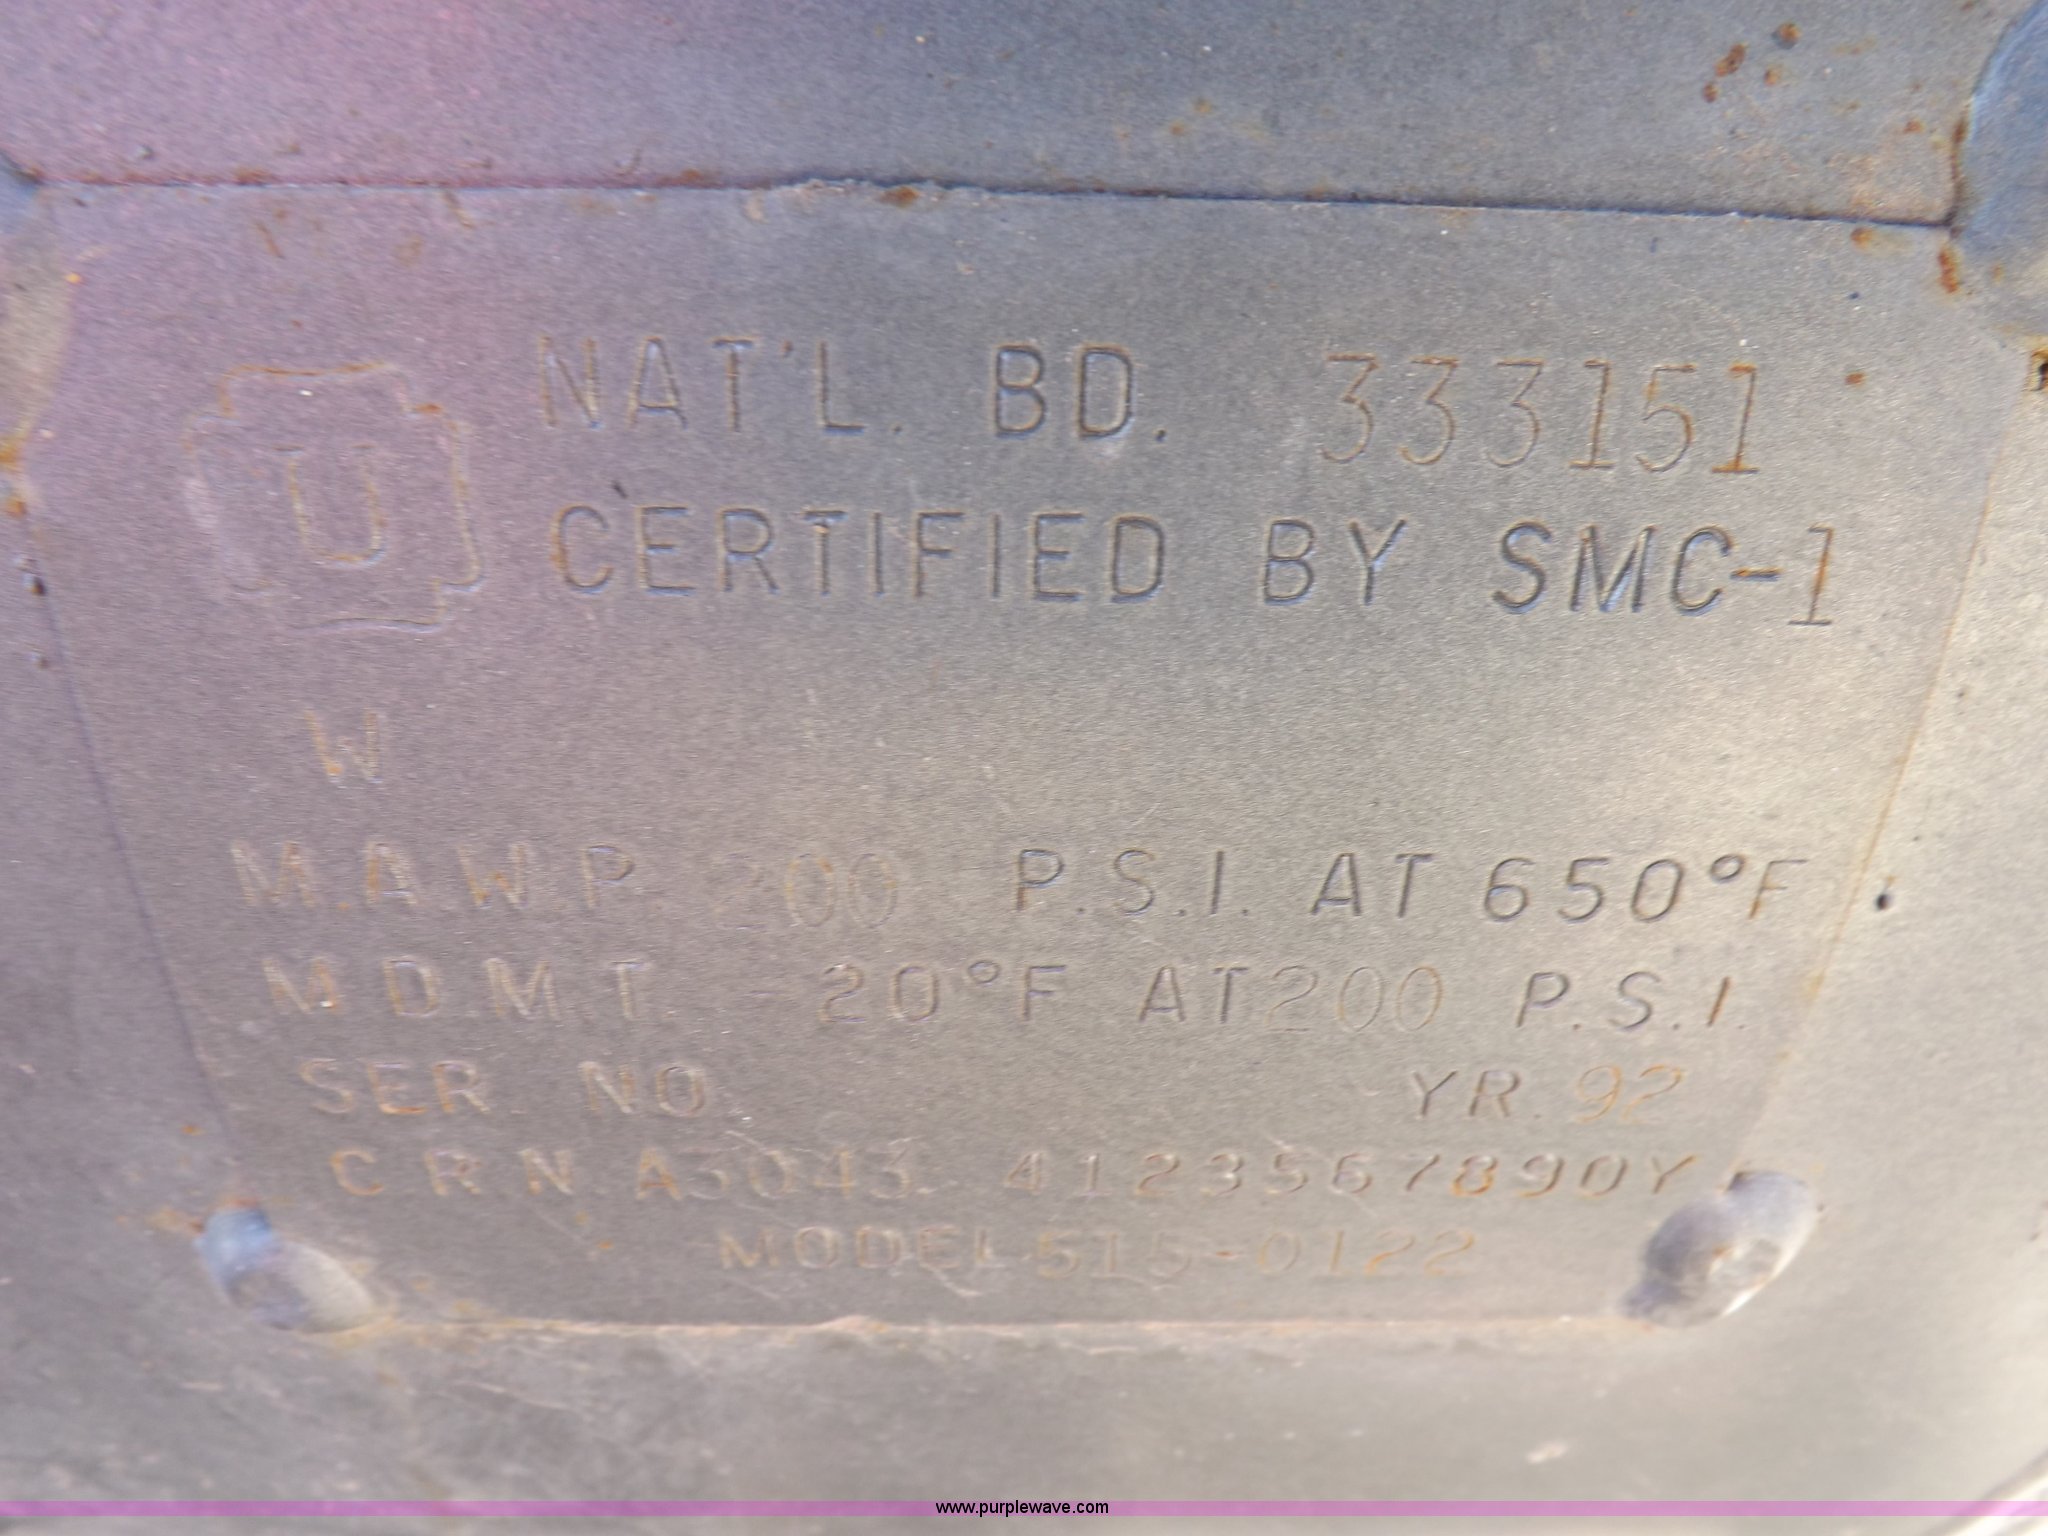 U NAT'L. BD. 333151
CERTIFIED BY SMC-1
W
M.A.W.P. 200 P.S.I. AT 650°F
M.D.M.T. -20°F AT 200 P.S.I.
SER. NO. YR. 92
C R N A3043. 4123567890Y
MODEL 515-0122
www.purplewave.com